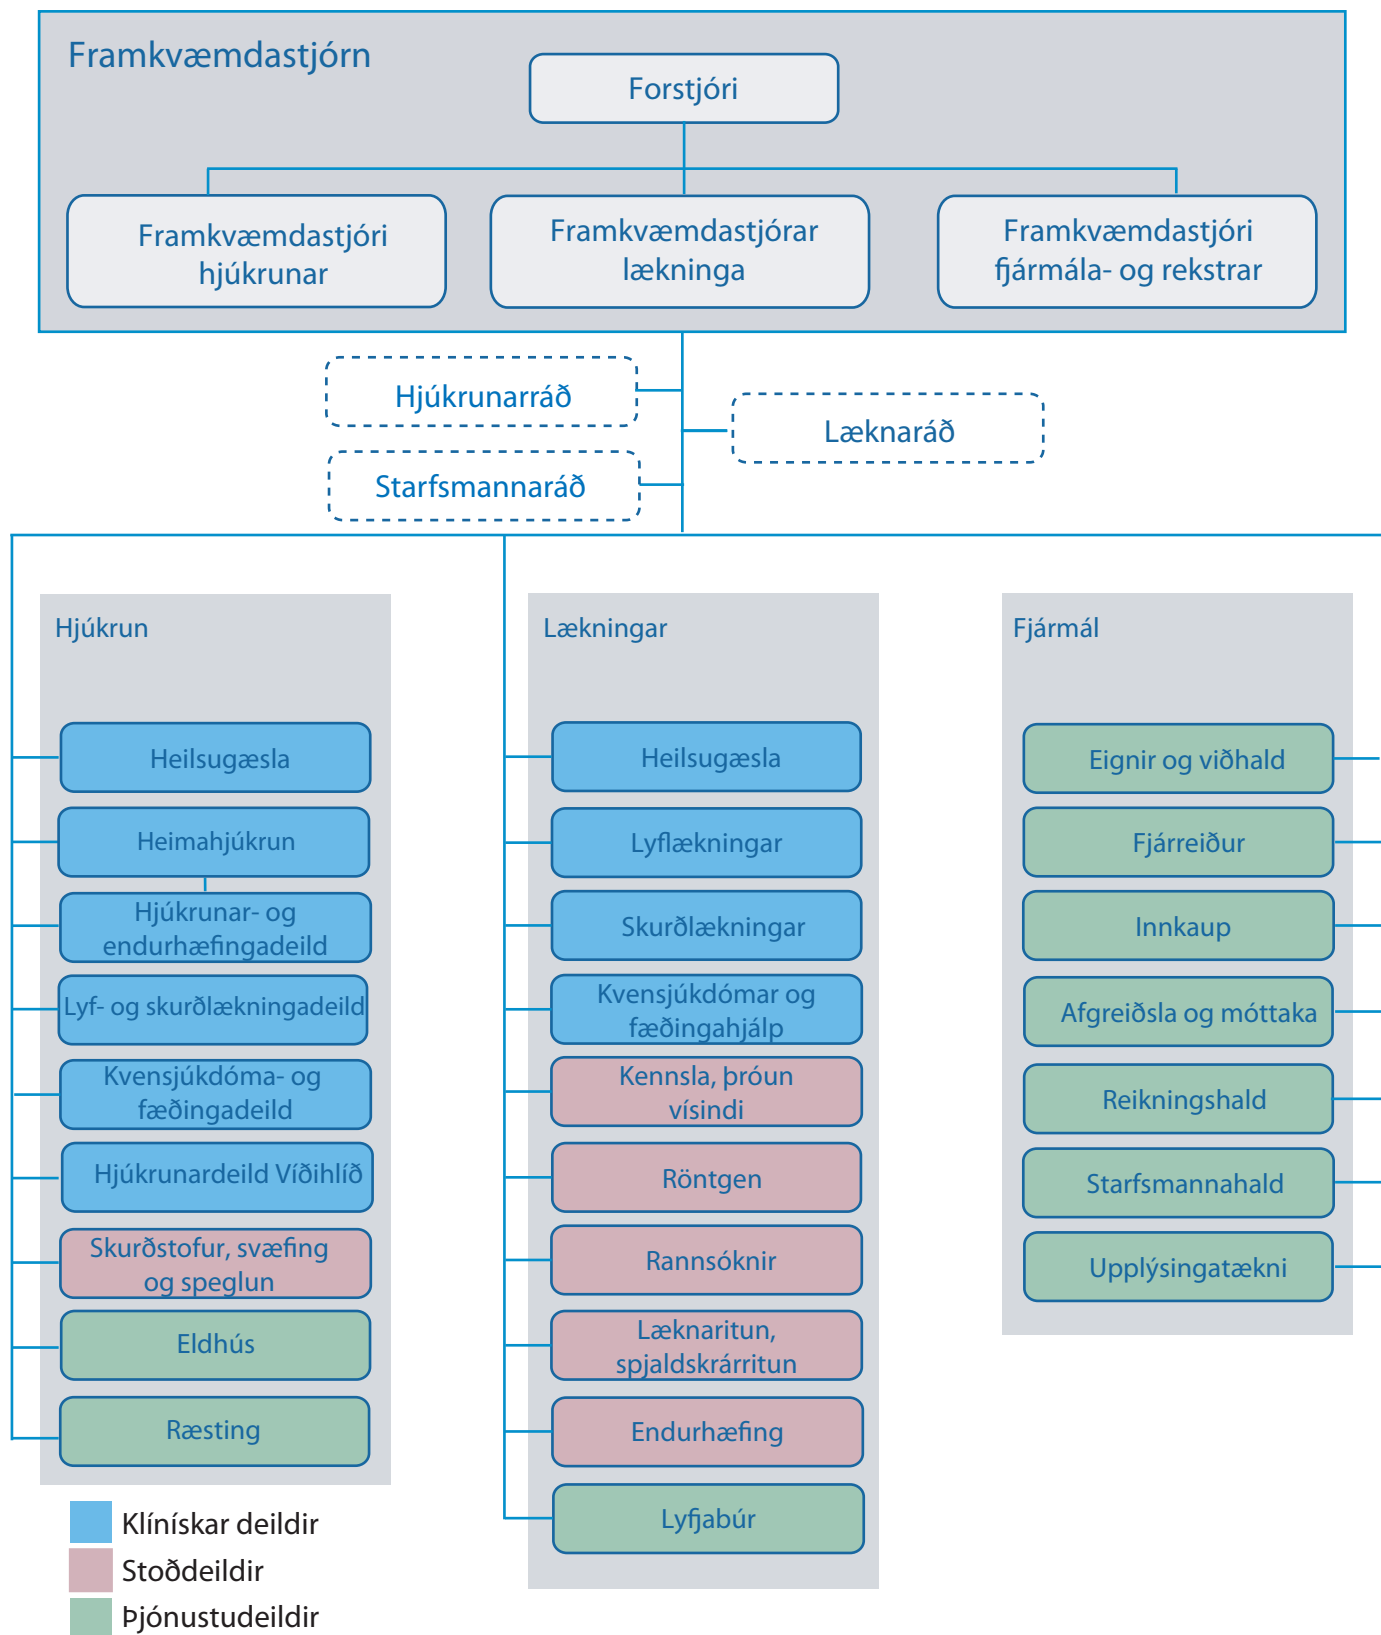 Framkvæmdastjórn
Forstjóri
Framkvæmdastjóri
hjúkrunar
Framkvæmdastjórar
lækninga
Framkvæmdastjóri
fjármála- og rekstrar
Hjúkrunarráð
Læknaráð
Starfsmannaráð
Hjúkrun
Heilsugæsla
Heimahjúkrun
Hjúkrunar- og
endurhæfingadeild
Lyf- og skurðlækningadeild
Kvensjúkdóma- og
fæðingadeild
Hjúkrunardeild Víðihlíð
Skurðstofur, svæfing
og speglun
Eldhús
Ræsting
Lækningar
Heilsugæsla
Lyflækningar
Skurðlækningar
Kvensjúkdómar og
fæðingahjálp
Kennsla, þróun
vísindi
Röntgen
Rannsóknir
Læknaritun,
spjaldskrárritun
Endurhæfing
Lyfjabúr
Fjármál
Eignir og viðhald
Fjárreiður
Innkaup
Afgreiðsla og móttaka
Reikningshald
Starfsmannahald
Upplýsingatækni
Klínískar deildir
Stoðdeildir
Þjónustudeildir